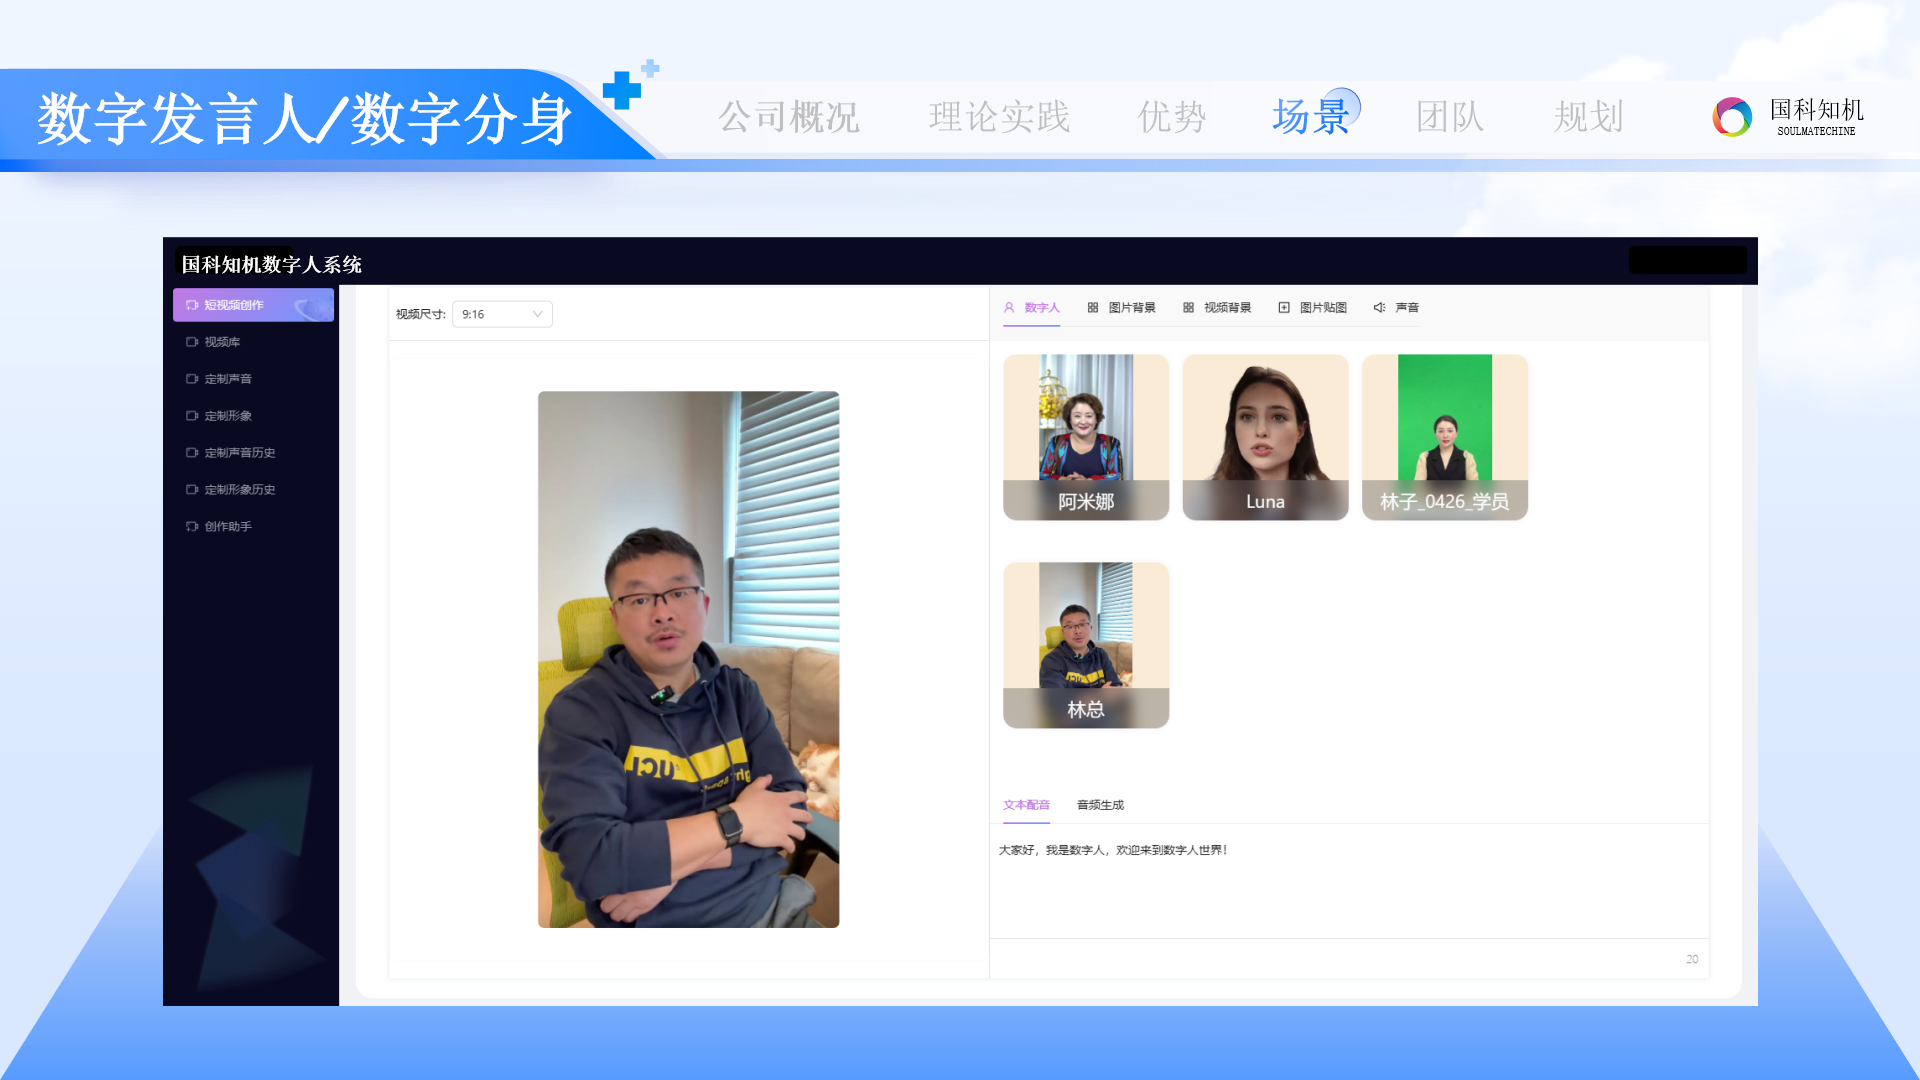 数字发言人/数字分身
公司概况
理论实践
优势
场景
团队
规划
国科知机
SOULMATECHINE
国科知机数字人系统
短视频创作
视频库
定制声音
定制形象
定制声音历史
定制形象历史
创作助手
视频尺寸:
9:16
数字人
图片背景
视频背景
图片贴图
声音
阿米娜
Luna
林子_0426_学员
林总
文本配音
音频生成
大家好，我是数字人，欢迎来到数字人世界！
20